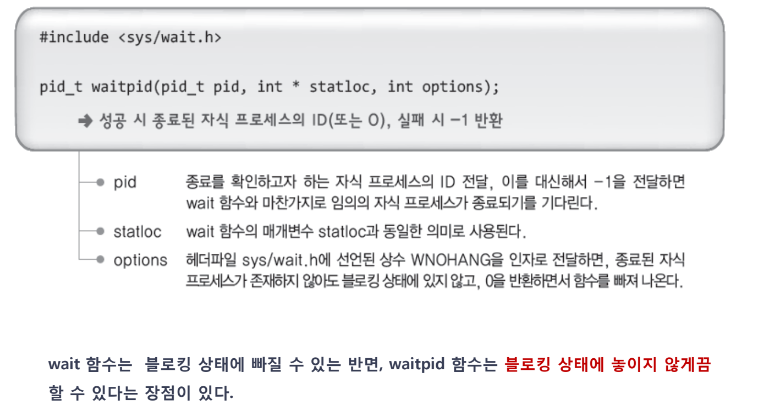 #include <sys/wait.h>
pid_t waitpid(pid_t pid, int * statloc, int options);
➔ 성공 시 종료된 자식 프로세스의 ID(또는 0), 실패 시 -1 반환
pid 종료를 확인하고자 하는 자식 프로세스의 ID 전달, 이를 대신해서 -1을 전달하면
wait 함수와 마찬가지로 임의의 자식 프로세스가 종료되기를 기다린다.
statloc wait 함수의 매개변수 statloc과 동일한 의미로 사용된다.
options 헤더파일 sys/wait.h에 선언된 상수 WNOHANG을 인자로 전달하면, 종료된 자식
프로세스가 존재하지 않아도 블로킹 상태에 있지 않고, 0을 반환하면서 함수를 빠져 나온다.
wait 함수는 블로킹 상태에 빠질 수 있는 반면, waitpid 함수는 블로킹 상태에 놓이지 않게끔
할 수 있다는 장점이 있다.